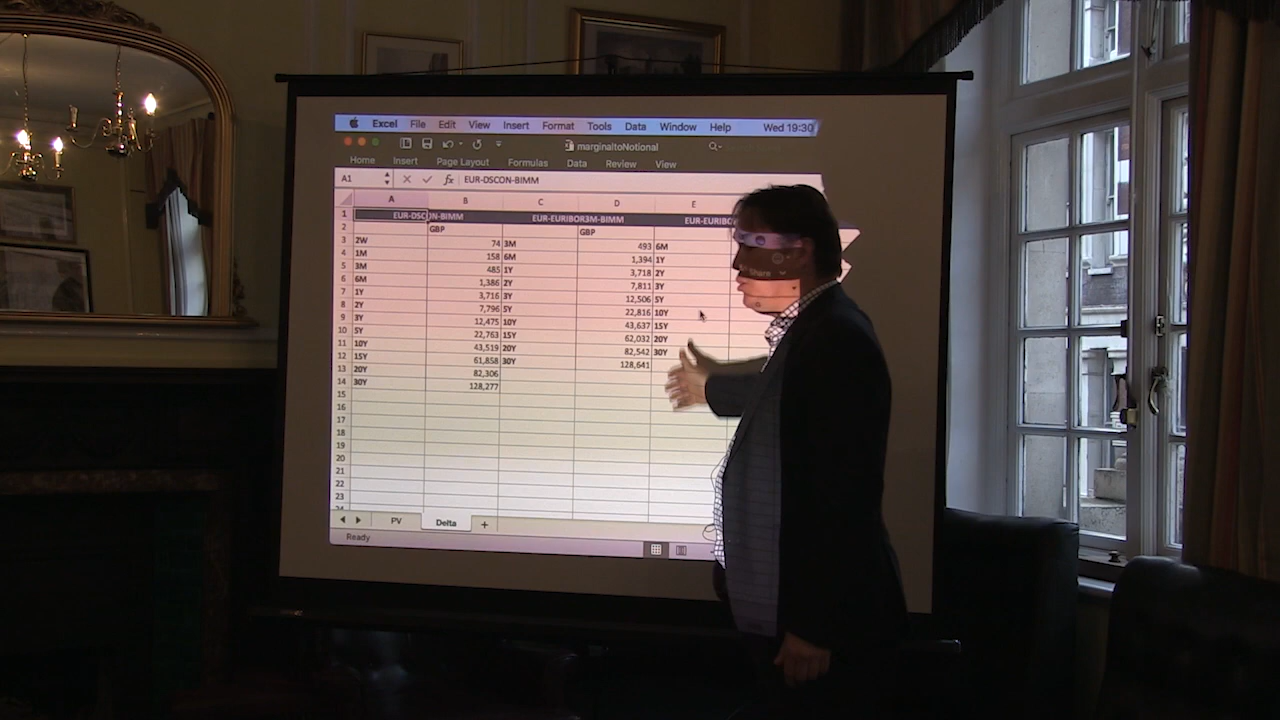 Excel File Edit View Insert Format Tools Data Window Help Wed 19:30
marginaltoNotional
Home Insert Page Layout Formulas Data Review View
Share
A1 fx EUR-DSCON-BIMM
A B C D E
1 EUR-DSCON-BIMM EUR-EURIBOR3M-BIMM
2 GBP GBP
3 2W 74 3M 493 6M
4 1M 158 6M 1,394 1Y
5 3M 485 1Y 3,718 2Y
6 6M 1,386 2Y 7,811 3Y
7 1Y 3,716 3Y 12,506 5Y
8 2Y 7,796 5Y 22,816 10Y
9 3Y 12,475 10Y 43,637 15Y
10 5Y 22,763 15Y 62,032 20Y
11 10Y 43,519 20Y 82,542 30Y
12 15Y 61,858 30Y 128,641
13 20Y 82,306
14 30Y 128,277
15
16
17
18
19
20
21
22
23
PV Delta +
Ready